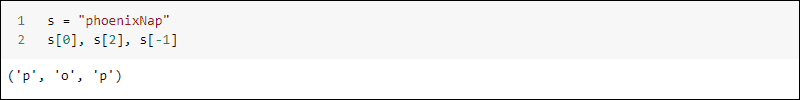 1 s = "phoenixNap"
2 s[0], s[2], s[-1]
('p', 'o', 'p')